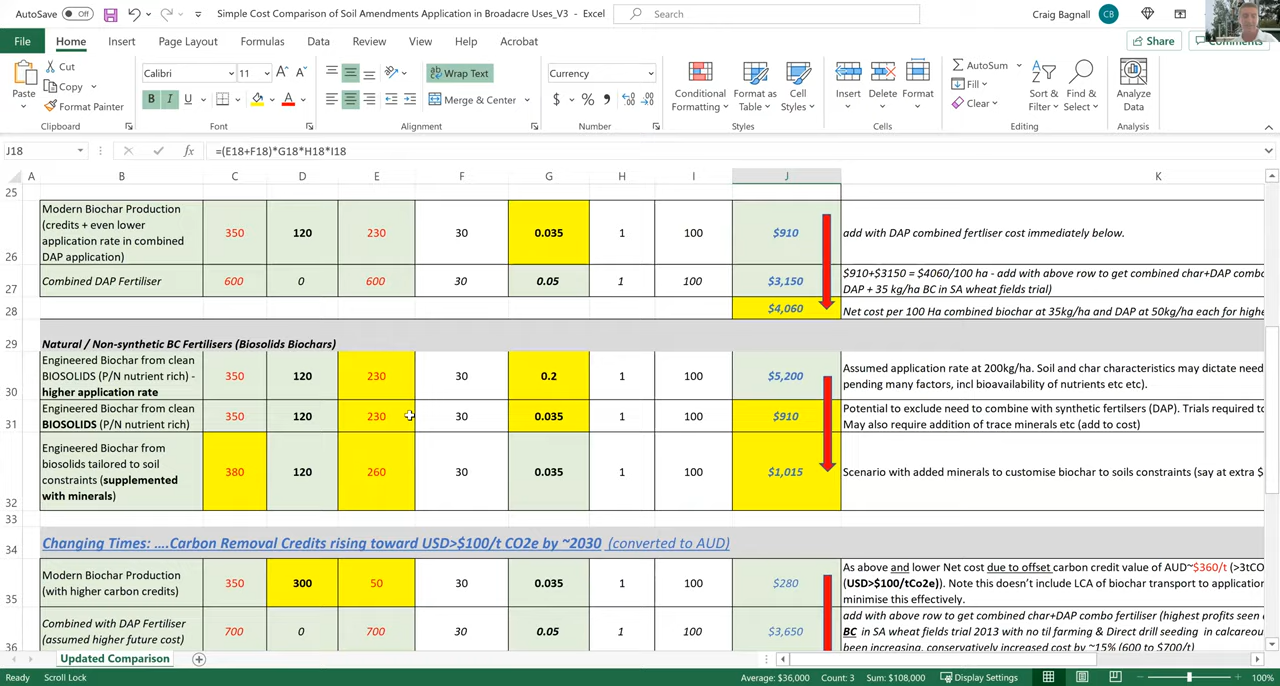 AutoSave Off Simple Cost Comparison of Soil Amendments Application in Broadacre Uses_V3 - Excel Search Craig Bagnall CB
File Home Insert Page Layout Formulas Data Review View Help Acrobat Share Comments
Paste Cut Copy Format Painter Clipboard
Calibri 11 B I U A Font
Wrap Text Merge & Center Alignment
Currency $ % Number
Conditional Formatting Format as Table Cell Styles Styles
Insert Delete Format Cells
AutoSum Fill Clear Sort & Filter Find & Select Editing
Analyze Data Analysis
J18 fx =(E18+F18)*G18*H18*I18
A B C D E F G H I J K
25
Modern Biochar Production
(credits + even lower
application rate in combined
DAP application)
350 120 230 30 0.035 1 100 $910 add with DAP combined fertliser cost immediately below.
26
Combined DAP Fertiliser 600 0 600 30 0.05 1 100 $3,150
$910+$3150 = $4060/100 ha - add with above row to get combined char+DAP combo
DAP + 35 kg/ha BC in SA wheat fields trial)
27
28 $4,060 Net cost per 100 Ha combined biochar at 35kg/ha and DAP at 50kg/ha each for highe
29 Natural / Non-synthetic BC Fertilisers (Biosolids Biochars)
Engineered Biochar from clean
BIOSOLIDS (P/N nutrient rich) -
higher application rate
350 120 230 30 0.2 1 100 $5,200
Assumed application rate at 200kg/ha. Soil and char characteristics may dictate need
pending many factors, incl bioavailability of nutrients etc etc).
30
Engineered Biochar from clean
BIOSOLIDS (P/N nutrient rich)
350 120 230 30 0.035 1 100 $910
Potential to exclude need to combine with synthetic fertilsers (DAP). Trials required to
May also require addition of trace minerals etc (add to cost)
31
Engineered Biochar from
biosolids tailored to soil
constraints (supplemented
with minerals)
380 120 260 30 0.035 1 100 $1,015 Scenario with added minerals to customise biochar to soils constraints (say at extra $
32
33
34 Changing Times: ....Carbon Removal Credits rising toward USD>$100/t CO2e by ~2030 (converted to AUD)
Modern Biochar Production
(with higher carbon credits)
350 300 50 30 0.035 1 100 $280
As above and lower Net cost due to offset carbon credit value of AUD~$360/t (>3tCO
(USD>$100/tCo2e)). Note this doesn't include LCA of biochar transport to application
minimise this effectively.
35
Combined with DAP Fertiliser
(assumed higher future cost)
700 0 700 30 0.05 1 100 $3,650
add with above row to get combined char+DAP combo fertiliser (highest profits seen
BC in SA wheat fields trial 2013 with no til farming & Direct drill seeding in calcareou
been increasing, conservatively increased cost by ~15% (600 to $700/t)
36
Updated Comparison
Ready Scroll Lock Average: $36,000 Count: 3 Sum: $108,000 Display Settings 100%